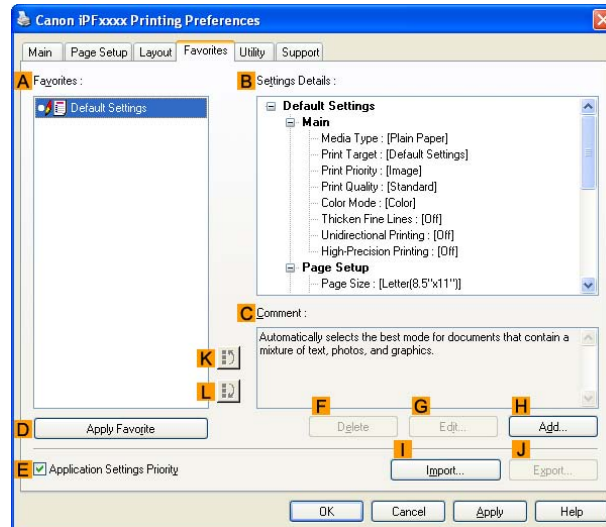 Canon iPFxxxx Printing Preferences
Main Page Setup Layout Favorites Utility Support
A Favorites :
Default Settings
B Settings Details :
Default Settings
Main
Media Type : [Plain Paper]
Print Target : [Default Settings]
Print Priority : [Image]
Print Quality : [Standard]
Color Mode : [Color]
Thicken Fine Lines : [Off]
Unidirectional Printing : [Off]
High-Precision Printing : [Off]
Page Setup
Page Size : [Letter(8.5"x11")]
C Comment :
Automatically selects the best mode for documents that contain a
mixture of text, photos, and graphics.
K
L
D Apply Favorite
F Delete
G Edit...
H Add...
E Application Settings Priority
I Import...
J Export...
OK Cancel Apply Help